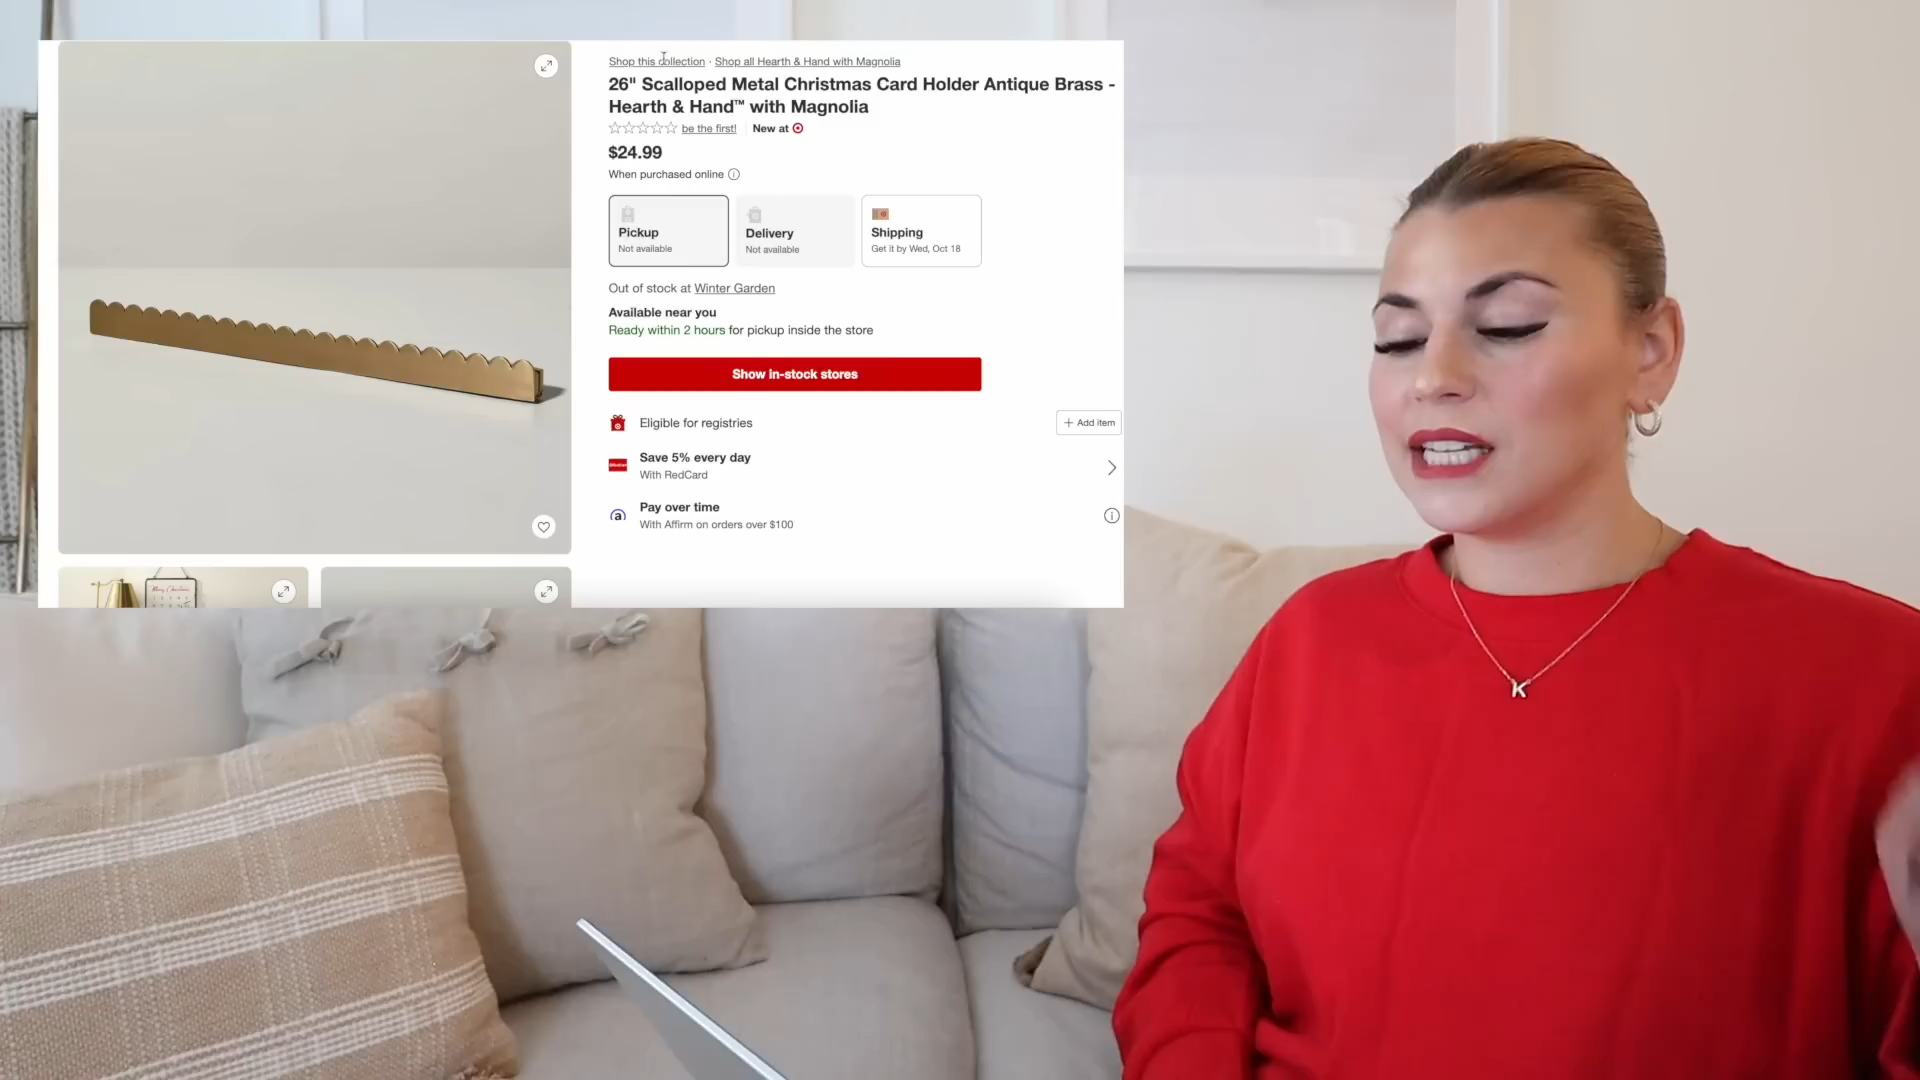 Shop this collection · Shop all Hearth & Hand with Magnolia
26" Scalloped Metal Christmas Card Holder Antique Brass -
Hearth & Hand™ with Magnolia
be the first! New at
$24.99
When purchased online
Pickup
Not available
Delivery
Not available
Shipping
Get it by Wed, Oct 18
Out of stock at Winter Garden
Available near you
Ready within 2 hours for pickup inside the store
Show in-stock stores
Eligible for registries
+ Add item
Save 5% every day
With RedCard
a
Pay over time
With Affirm on orders over $100
Merry Christmas
K